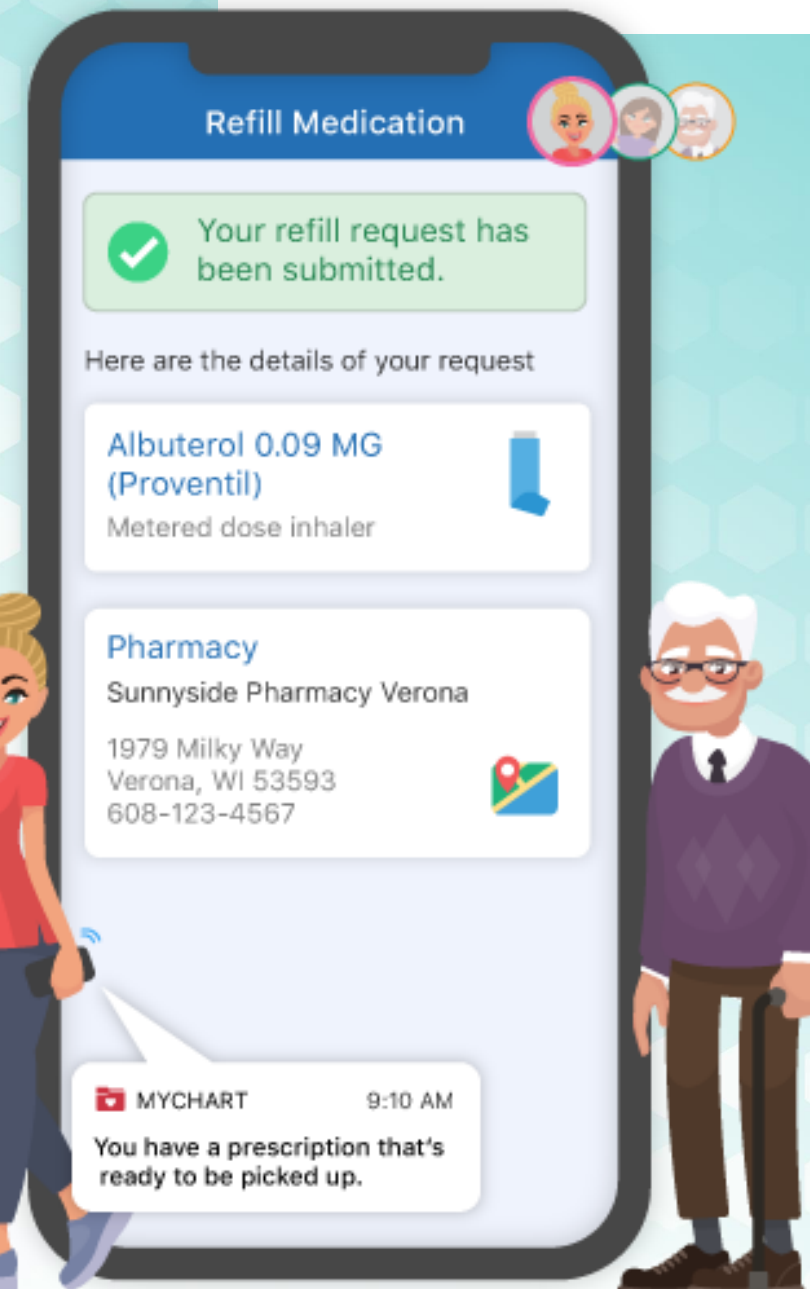 Refill Medication
Your refill request has
been submitted.
Here are the details of your request
Albuterol 0.09 MG
(Proventil)
Metered dose inhaler
Pharmacy
Sunnyside Pharmacy Verona
1979 Milky Way
Verona, WI 53593
608-123-4567
MYCHART 9:10 AM
You have a prescription that's
ready to be picked up.